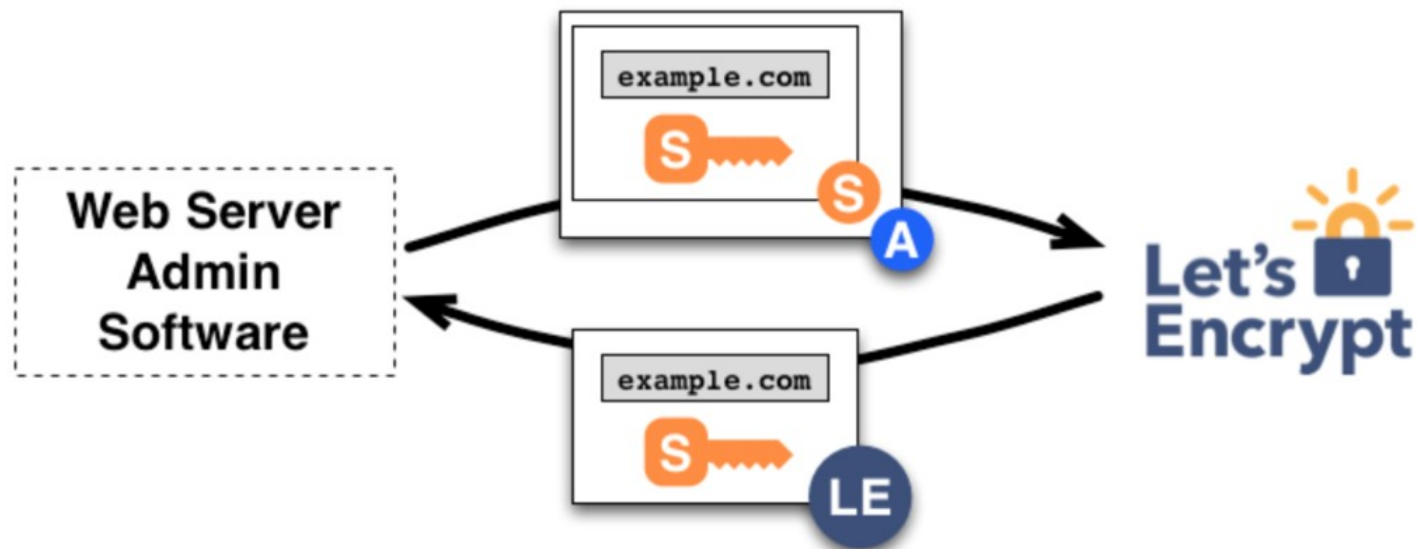 example.com
S
S
A
Web Server
Admin
Software
Let's
Encrypt
example.com
S
LE